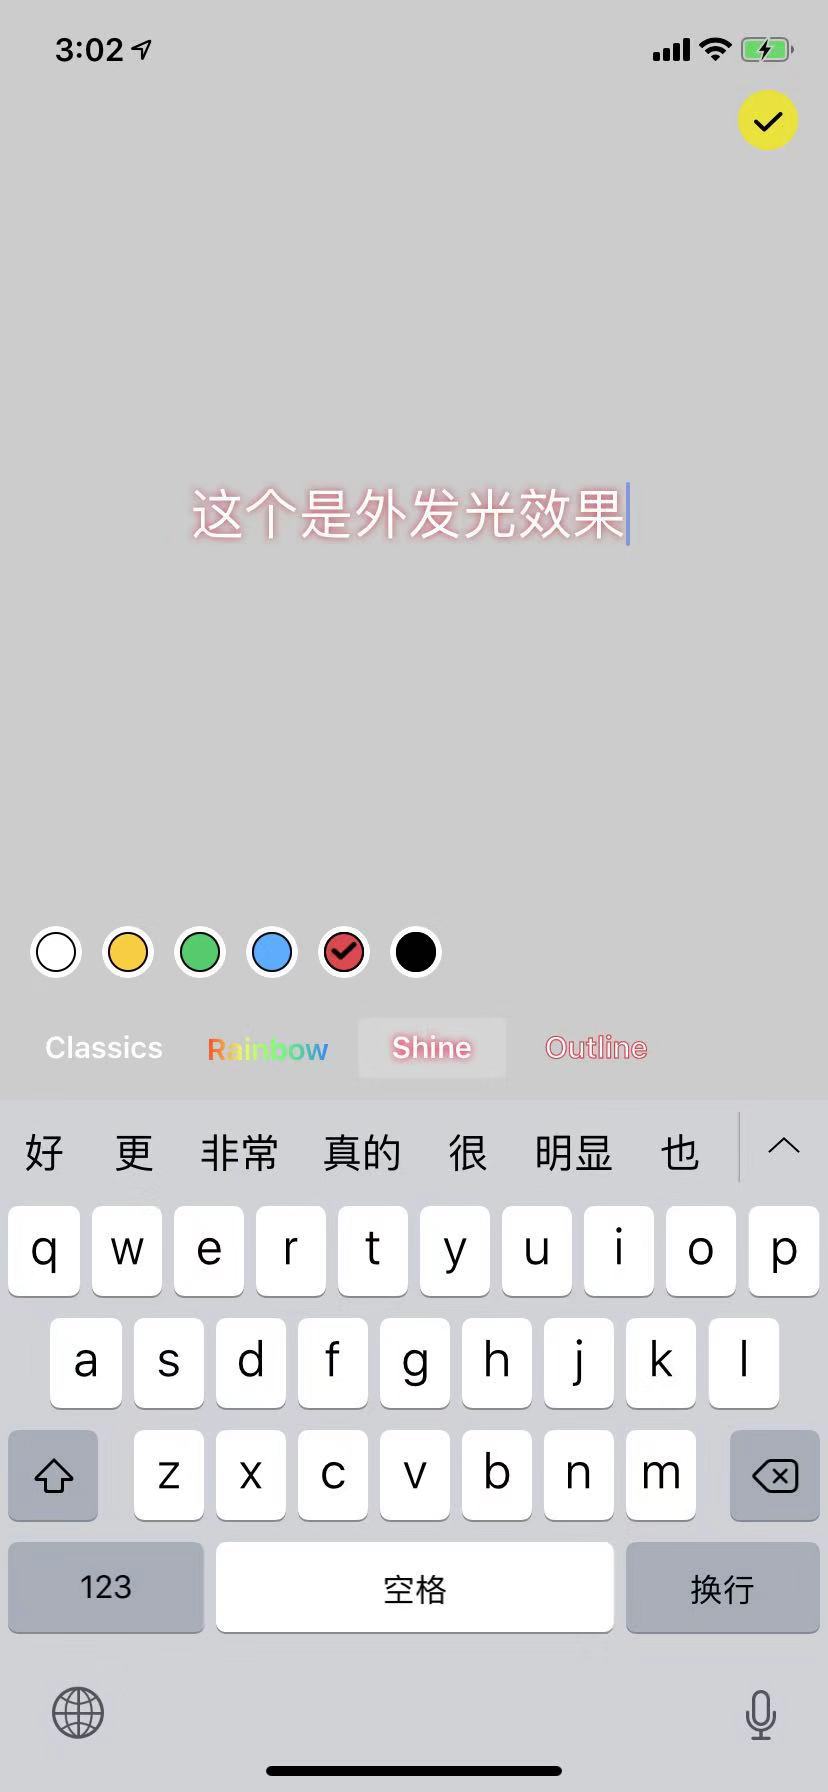 3:02
这个是外发光效果
Classics Rainbow Shine Outline
好 更 非常 真的 很 明显 也
q w e r t y u i o p
a s d f g h j k l
z x c v b n m
123 空格 换行